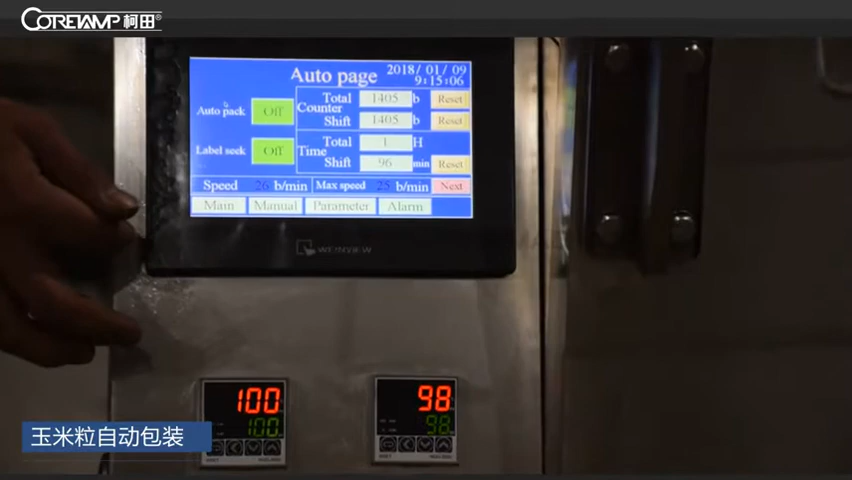 CORETAMP 柯田®
Auto page
2018/ 01/ 09
9:15:06
Auto pack Off
Label seek Off
Counter
Total 1405 b Reset
Shift 1405 b Reset
Time
Total 1 H
Shift 96 min Reset
Speed 26 b/min Max speed 25 b/min Next
Main Manual Parameter Alarm
WEINVIEW
100
100
98
98
玉米粒自动包装